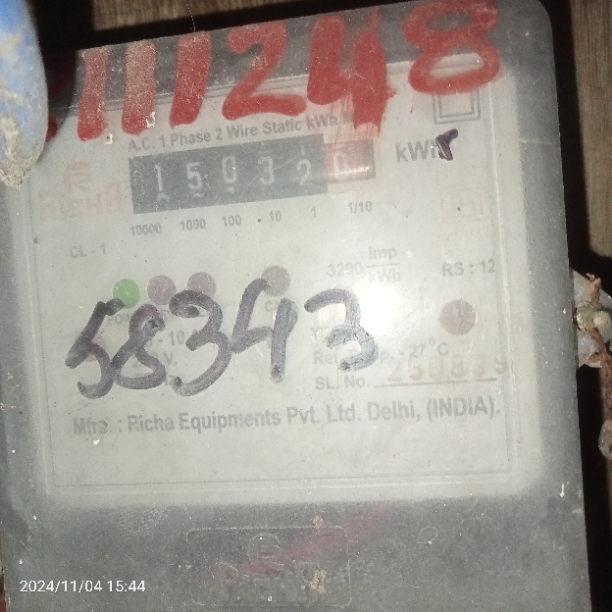 111248
A.C. 1 Phase 2 Wire Static kWh
150320 kWh
RICHA
10000 1000 100 10 1 1/10
CL - 1
3200 Imp/kWh RS : 12
58343
27°C
SL. No.
Mfrs. : Richa Equipments Pvt. Ltd. Delhi, (INDIA).
2024/11/04 15:44